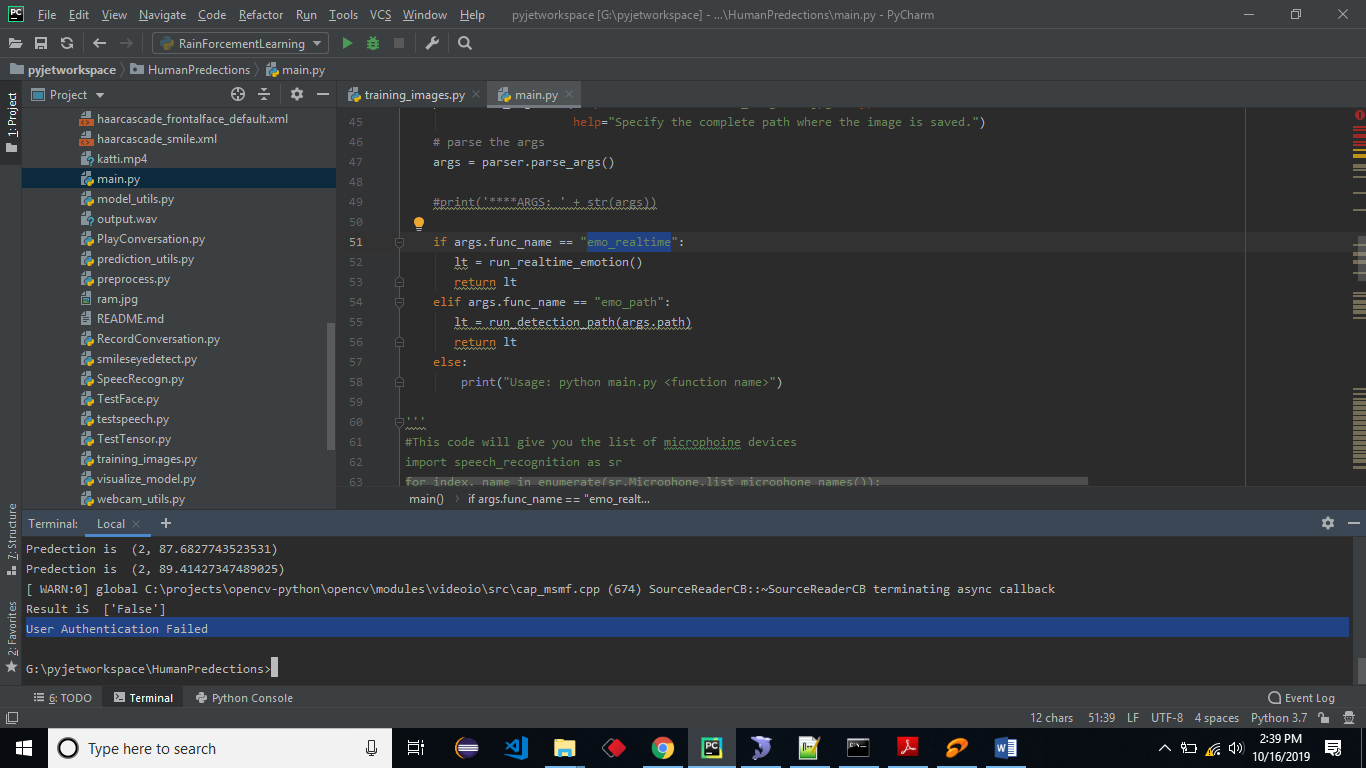 File Edit View Navigate Code Refactor Run Tools VCS Window Help pyjetworkspace [G:\pyjetworkspace] - ...\HumanPredections\main.py - PyCharm
RainForcementLearning
pyjetworkspace HumanPredections main.py
1: Project
7: Structure
2: Favorites
Project
haarcascade_frontalface_default.xml
haarcascade_smile.xml
katti.mp4
main.py
model_utils.py
output.wav
PlayConversation.py
prediction_utils.py
preprocess.py
ram.jpg
README.md
RecordConversation.py
smileseyedetect.py
SpeecRecogn.py
TestFace.py
testspeech.py
TestTensor.py
training_images.py
visualize_model.py
webcam_utils.py
training_images.py main.py
45 help="Specify the complete path where the image is saved.")
46 # parse the args
47 args = parser.parse_args()
48
49 #print('****ARGS: ' + str(args))
50
51 if args.func_name == "emo_realtime":
52 lt = run_realtime_emotion()
53 return lt
54 elif args.func_name == "emo_path":
55 lt = run_detection_path(args.path)
56 return lt
57 else:
58 print("Usage: python main.py <function name>")
59
60 '''
61 #This code will give you the list of microphoine devices
62 import speech_recognition as sr
63 for index, name in enumerate(sr.Microphone.list_microphone_names()):
main() if args.func_name == "emo_realt...
Terminal: Local +
Predection is (2, 87.6827743523531)
Predection is (2, 89.41427347489025)
[ WARN:0] global C:\projects\opencv-python\opencv\modules\videoio\src\cap_msmf.cpp (674) SourceReaderCB::~SourceReaderCB terminating async callback
Result iS ['False']
User Authentication Failed
G:\pyjetworkspace\HumanPredections>
6: TODO Terminal Python Console Event Log
12 chars 51:39 LF UTF-8 4 spaces Python 3.7
Type here to search
2:39 PM
10/16/2019